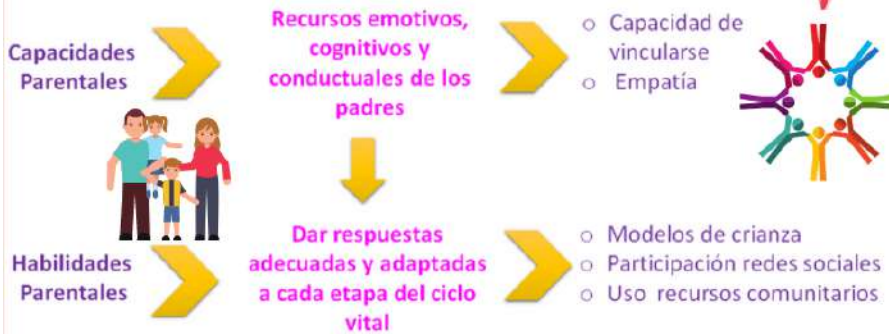 Capacidades
Parentales
Recursos emotivos,
cognitivos y
conductuales de los
padres
o Capacidad de
vincularse
o Empatía
Habilidades
Parentales
Dar respuestas
adecuadas y adaptadas
a cada etapa del ciclo
vital
o Modelos de crianza
o Participación redes sociales
o Uso recursos comunitarios